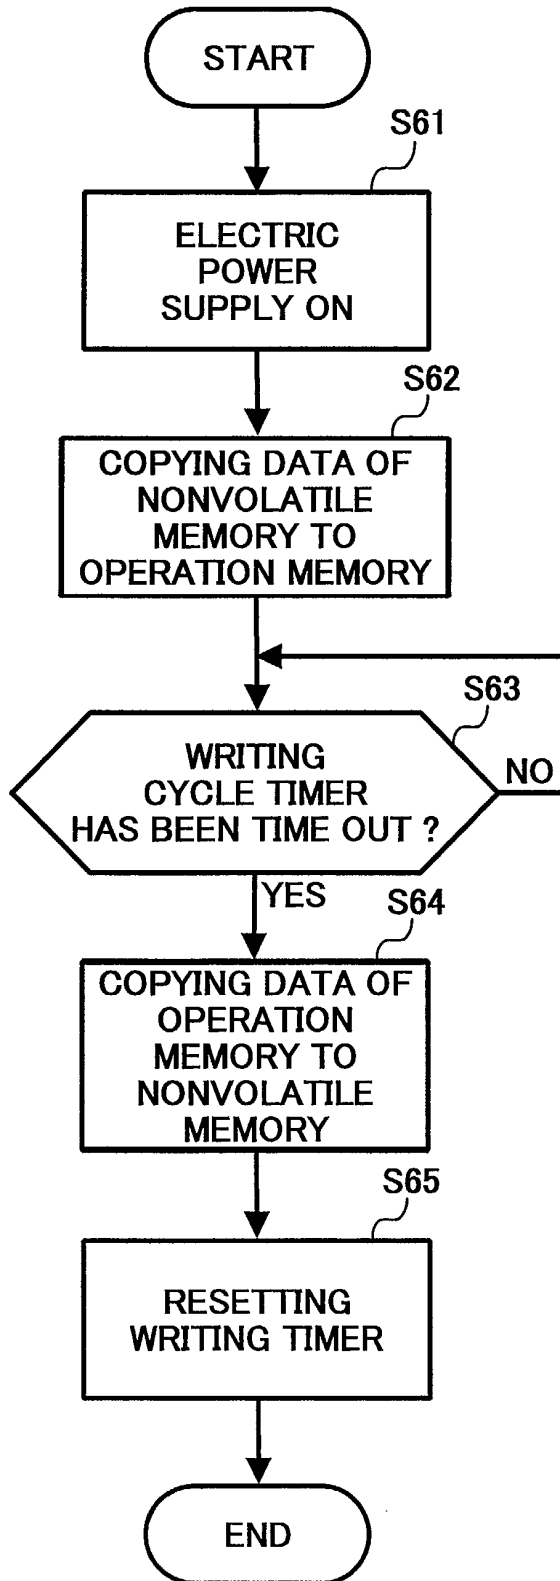 START
S61
ELECTRIC
POWER
SUPPLY ON
S62
COPYING DATA OF
NONVOLATILE
MEMORY TO
OPERATION MEMORY
S63
WRITING
CYCLE TIMER
HAS BEEN TIME OUT ?
NO
YES
S64
COPYING DATA OF
OPERATION
MEMORY TO
NONVOLATILE
MEMORY
S65
RESETTING
WRITING TIMER
END